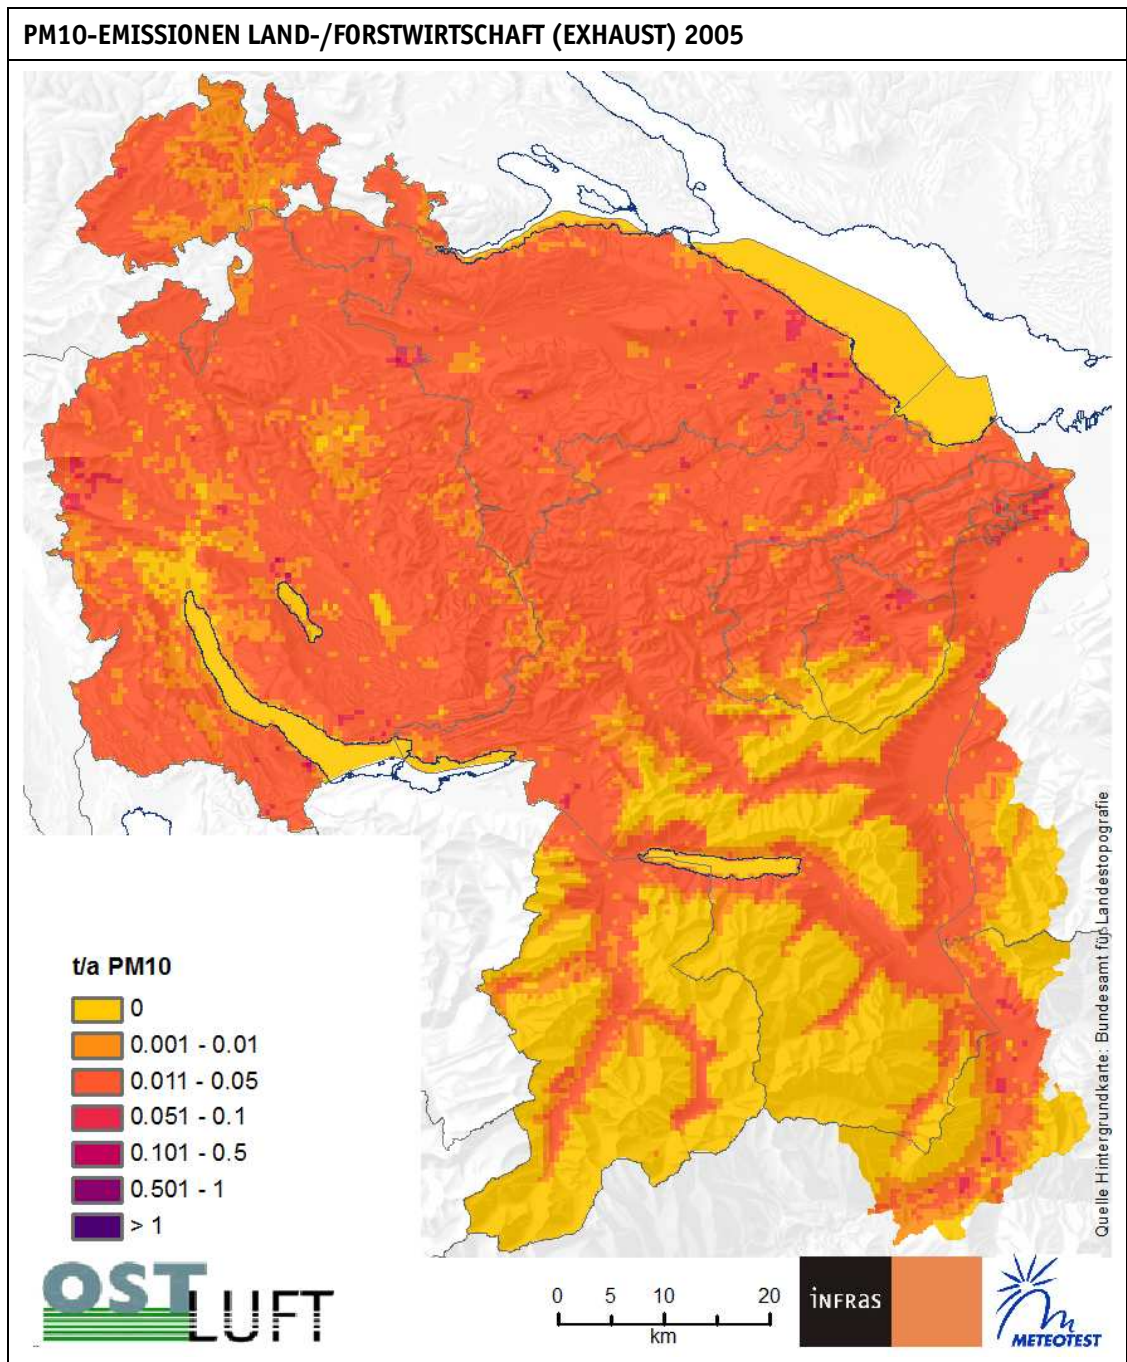 PM10-EMISSIONEN LAND-/FORSTWIRTSCHAFT (EXHAUST) 2005
Quelle Hintergrundkarte: Bundesamt für Landestopografie
t/a PM10
0
0.001 - 0.01
0.011 - 0.05
0.051 - 0.1
0.101 - 0.5
0.501 - 1
> 1
OSTLUFT
0 5 10 20
km
INFRAS
METEOTEST